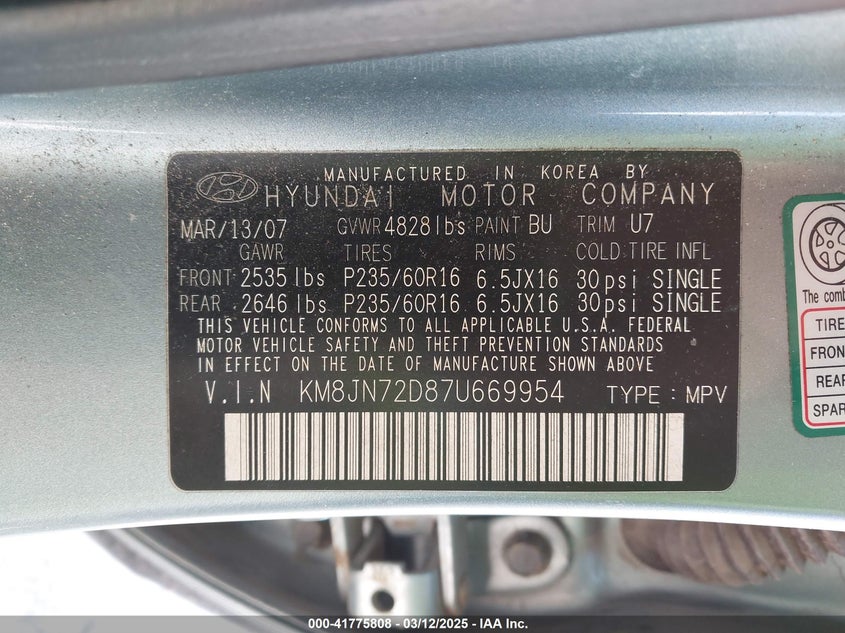 MANUFACTURED IN KOREA BY
HYUNDAI MOTOR COMPANY
MAR/13/07 GVWR 4828 lbs PAINT BU TRIM U7
GAWR TIRES RIMS COLD TIRE INFL
FRONT 2535 lbs P235/60R16 6.5JX16 30psi SINGLE
REAR 2646 lbs P235/60R16 6.5JX16 30psi SINGLE
THIS VEHICLE CONFORMS TO ALL APPLICABLE U.S.A. FEDERAL
MOTOR VEHICLE SAFETY AND THEFT PREVENTION STANDARDS
IN EFFECT ON THE DATE OF MANUFACTURE SHOWN ABOVE
V.I.N KM8JN72D87U669954 TYPE : MPV
The comb
TIRE
FRON
REAR
SPAR
000-41775808 - 03/12/2025 - IAA Inc.